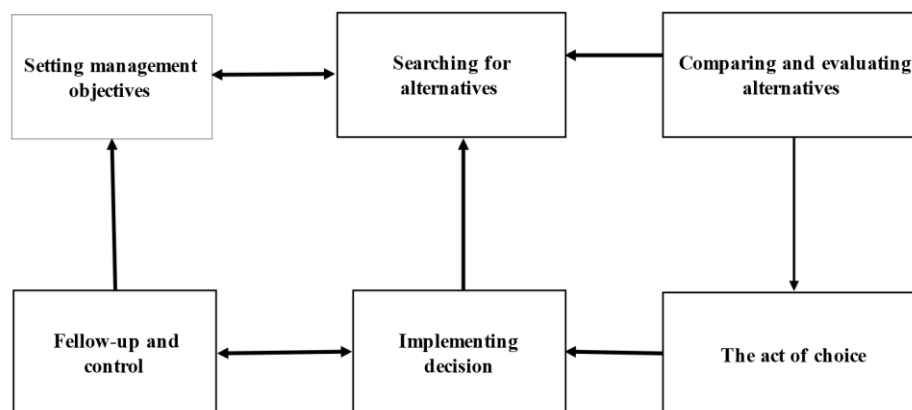 Setting management
objectives
Searching for
alternatives
Comparing and evaluating
alternatives
Fellow-up and
control
Implementing
decision
The act of choice